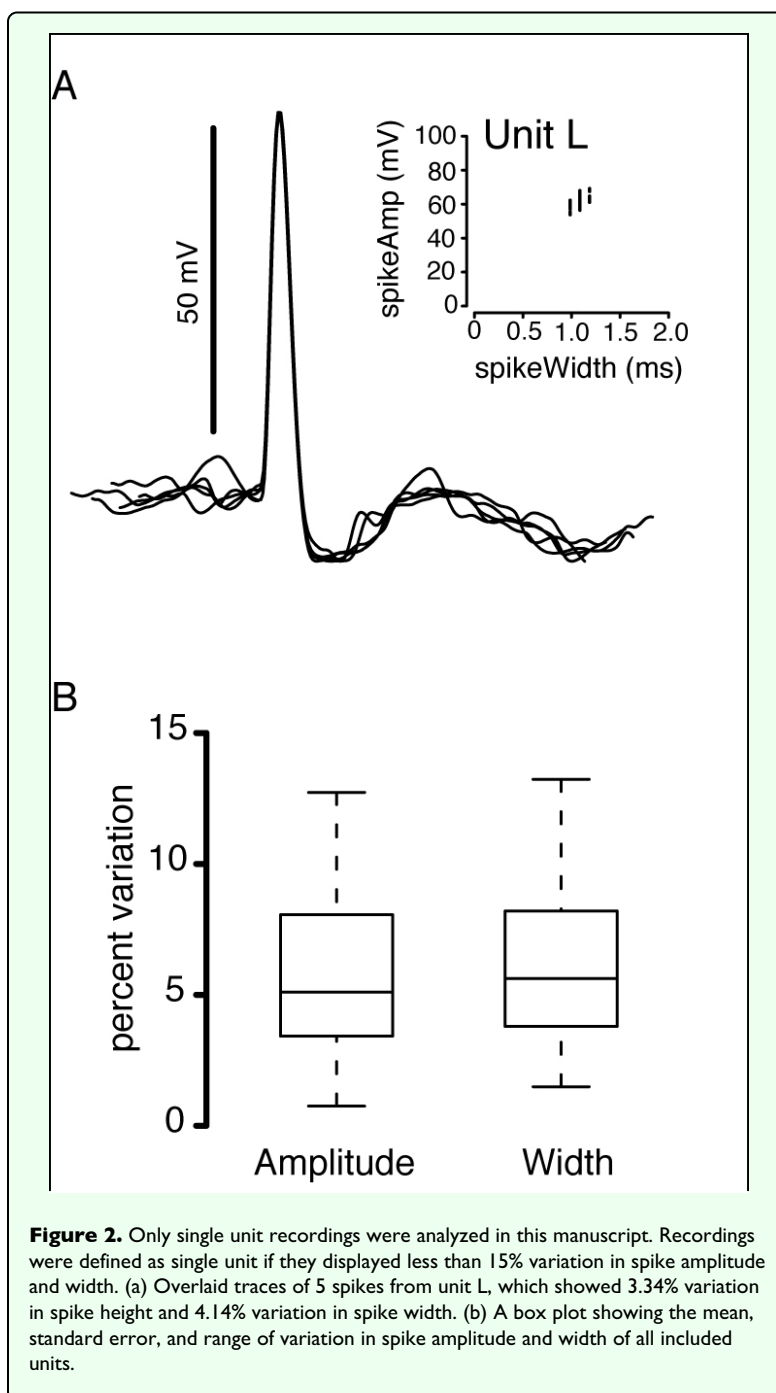 A
50 mV
spikeAmp (mV)
100
80
60
40
20
0
Unit L
0 0.5 1.0 1.5 2.0
spikeWidth (ms)
B
percent variation
15
10
5
0
Amplitude Width
Figure 2. Only single unit recordings were analyzed in this manuscript. Recordings
were defined as single unit if they displayed less than 15% variation in spike amplitude
and width. (a) Overlaid traces of 5 spikes from unit L, which showed 3.34% variation
in spike height and 4.14% variation in spike width. (b) A box plot showing the mean,
standard error, and range of variation in spike amplitude and width of all included
units.